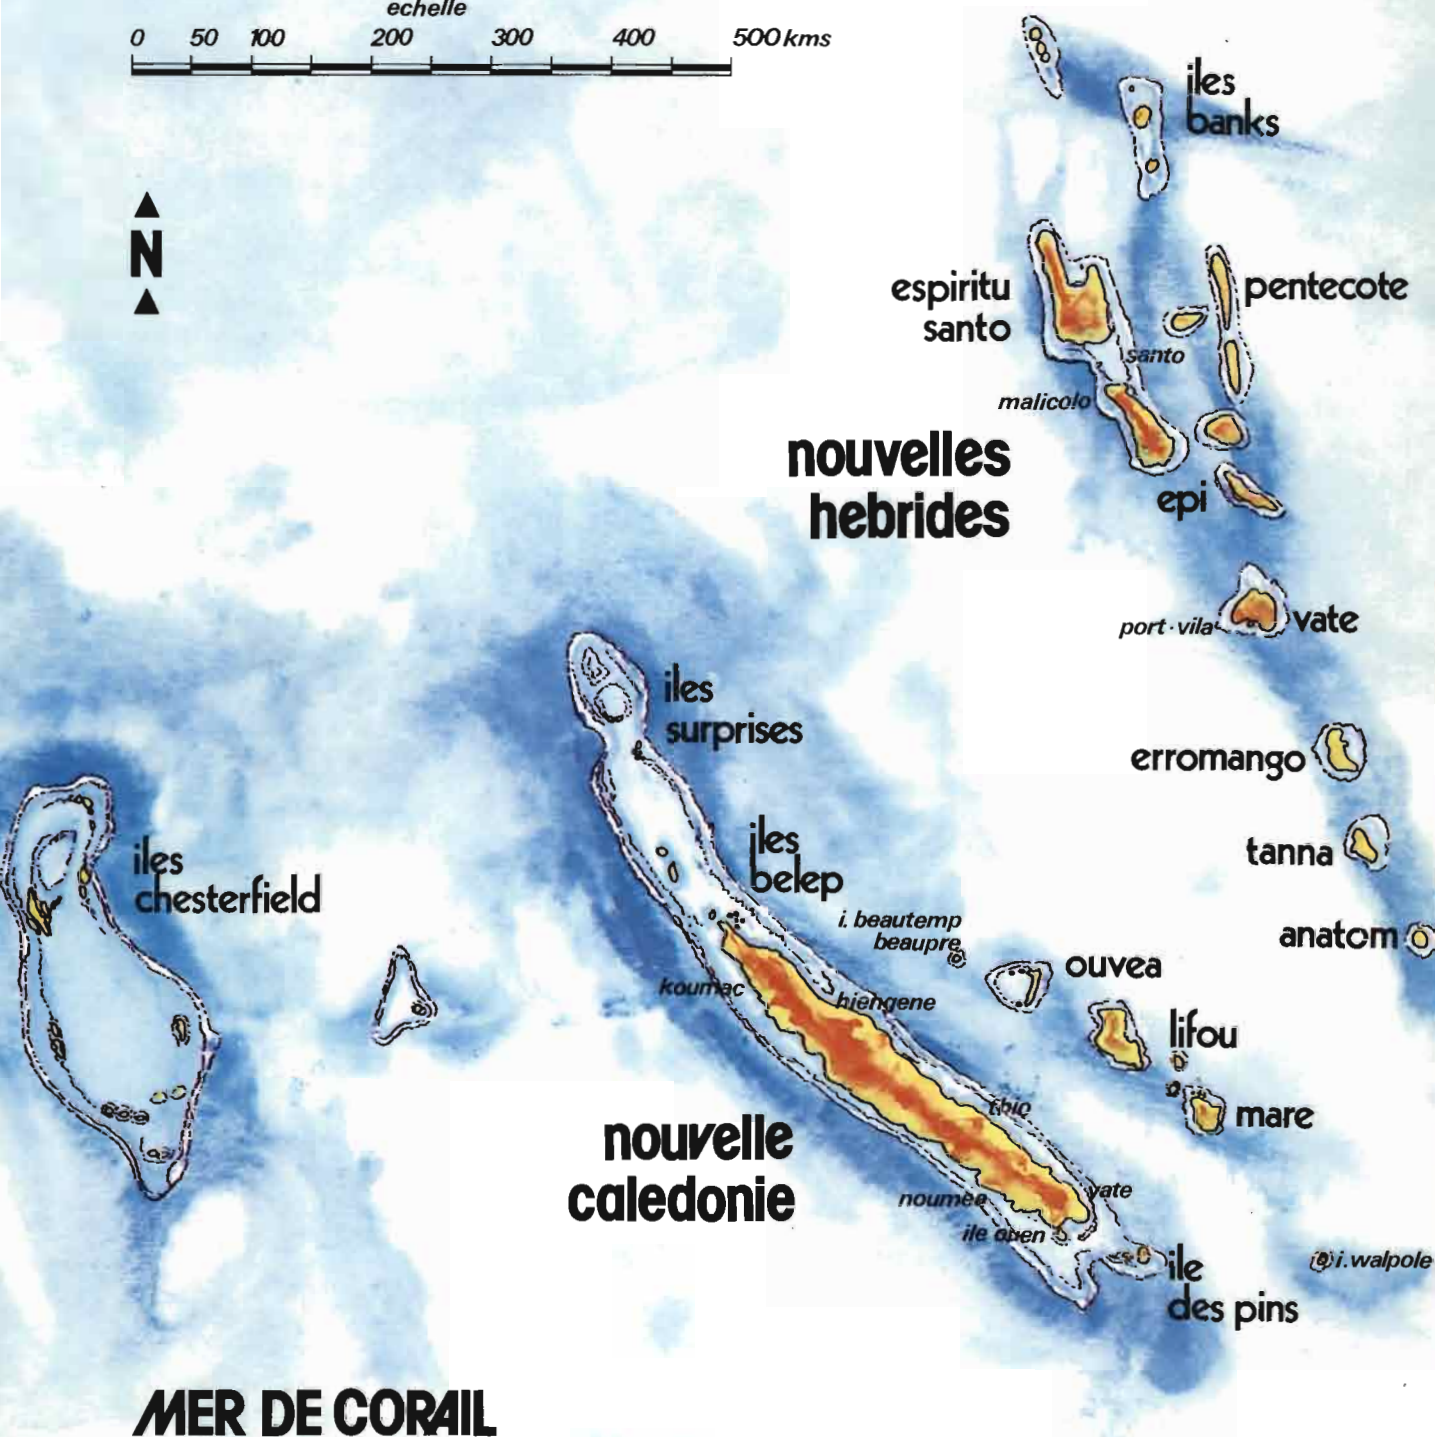 echelle
0 50 100 200 300 400 500 kms
N
iles
banks
espiritu
santo
pentecote
santo
malicolo
nouvelles
hebrides
epi
port-vila
vate
iles
surprises
erromango
iles
belep
tanna
iles
chesterfield
i. beautemp
beaupre
anatom
ouvea
koumac
hiengene
lifou
thio
mare
nouvelle
caledonie
noumea
yate
ile ouen
ile
des pins
i. walpole
MER DE CORAIL